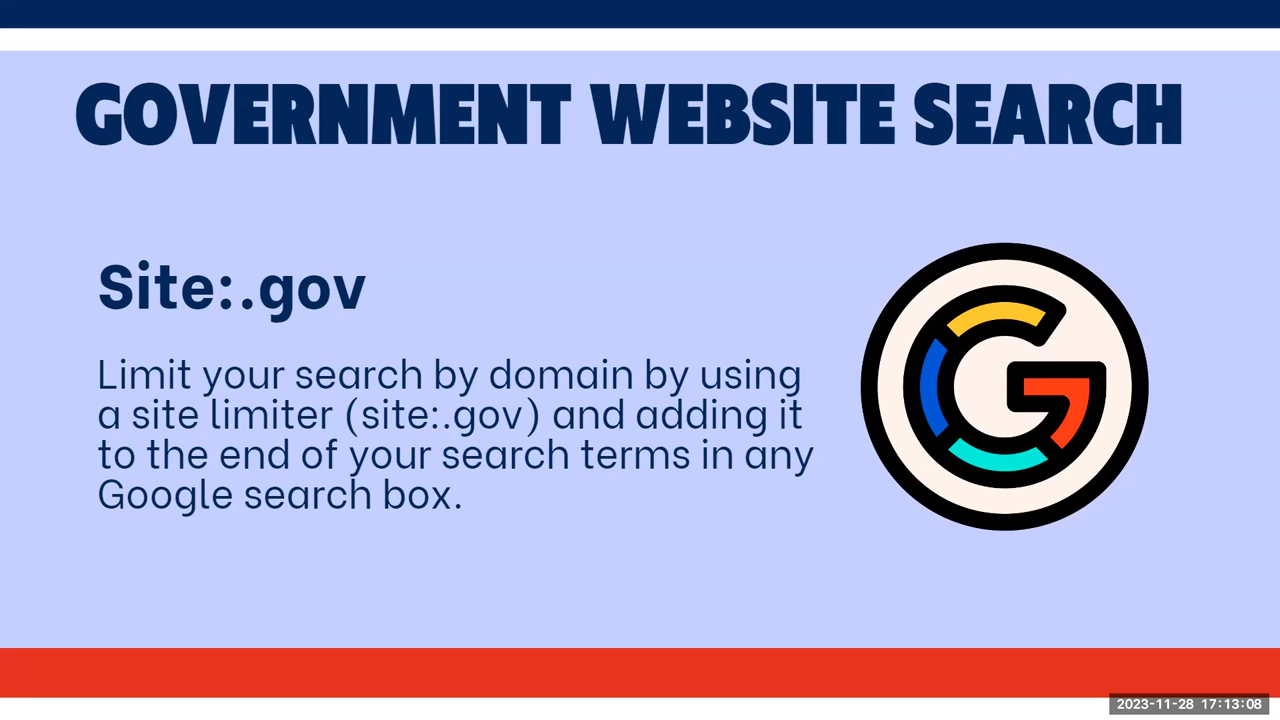 GOVERNMENT WEBSITE SEARCH
Site:.gov
Limit your search by domain by using
a site limiter (site:.gov) and adding it
to the end of your search terms in any
Google search box.
2023-11-28 17:13:08